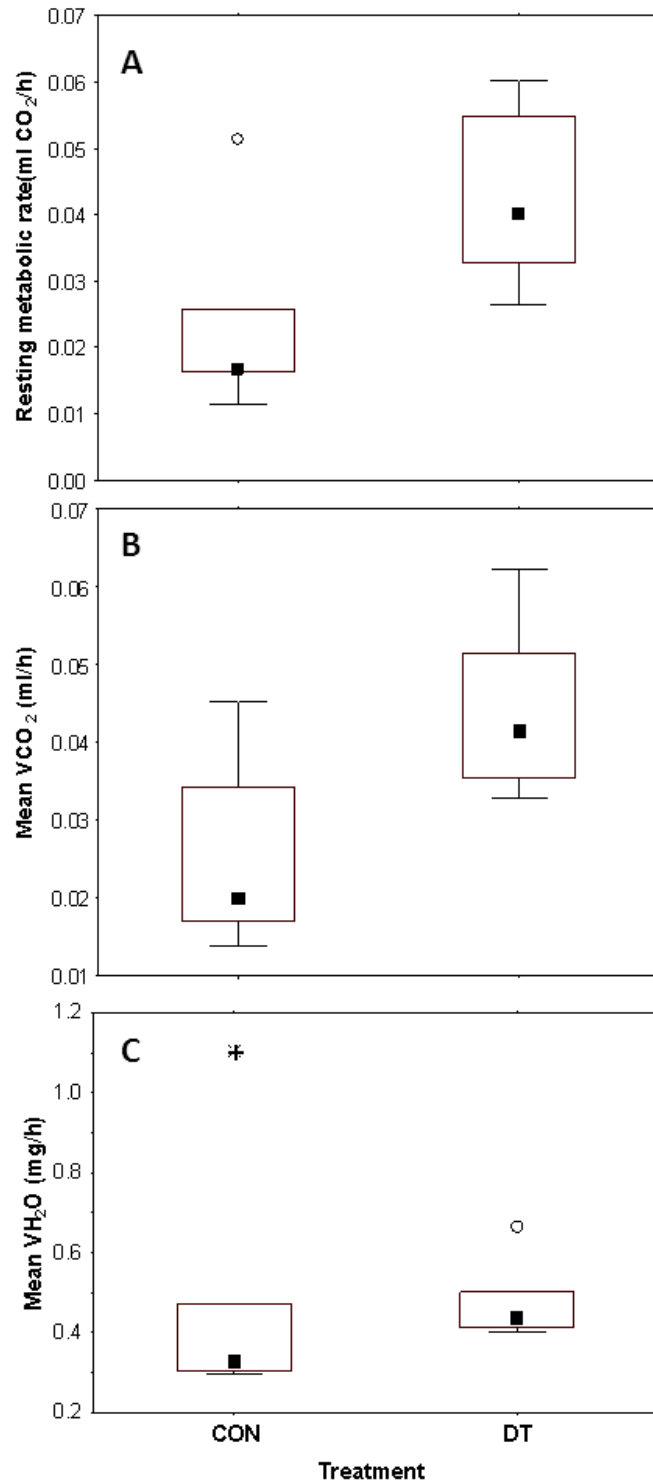 A
Resting metabolic rate(ml CO₂/h)
0.07
0.06
0.05
0.04
0.03
0.02
0.01
0.00
B
Mean VCO₂ (ml/h)
0.07
0.06
0.05
0.04
0.03
0.02
0.01
C
Mean VH₂O (mg/h)
1.2
1.0
0.8
0.6
0.4
0.2
CON DT
Treatment